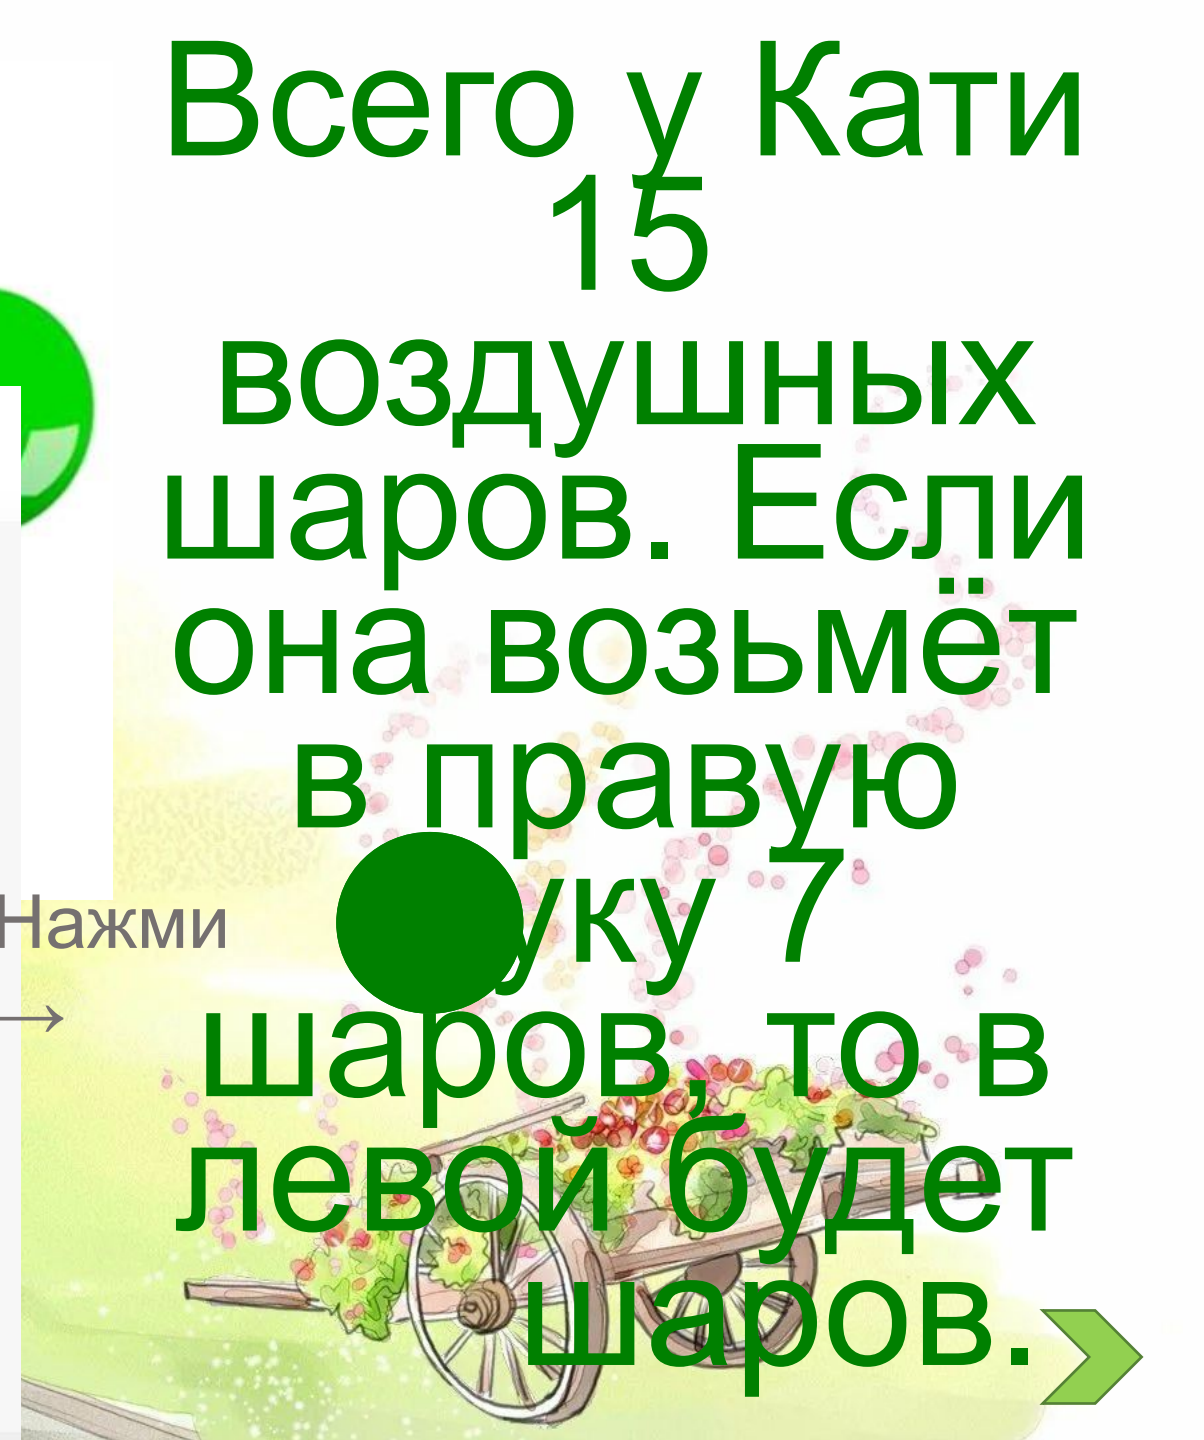 Всего у Кати
15
воздушных
шаров. Если
она возьмёт
в правую
уку 7
шаров, то в
левой будет
шаров.
Нажми
→